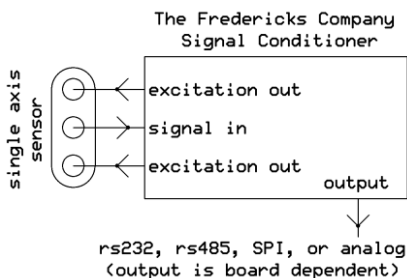 The Fredericks Company
Signal Conditioner
single axis
sensor
excitation out
signal in
excitation out
output
rs232, rs485, SPI, or analog
(output is board dependent)